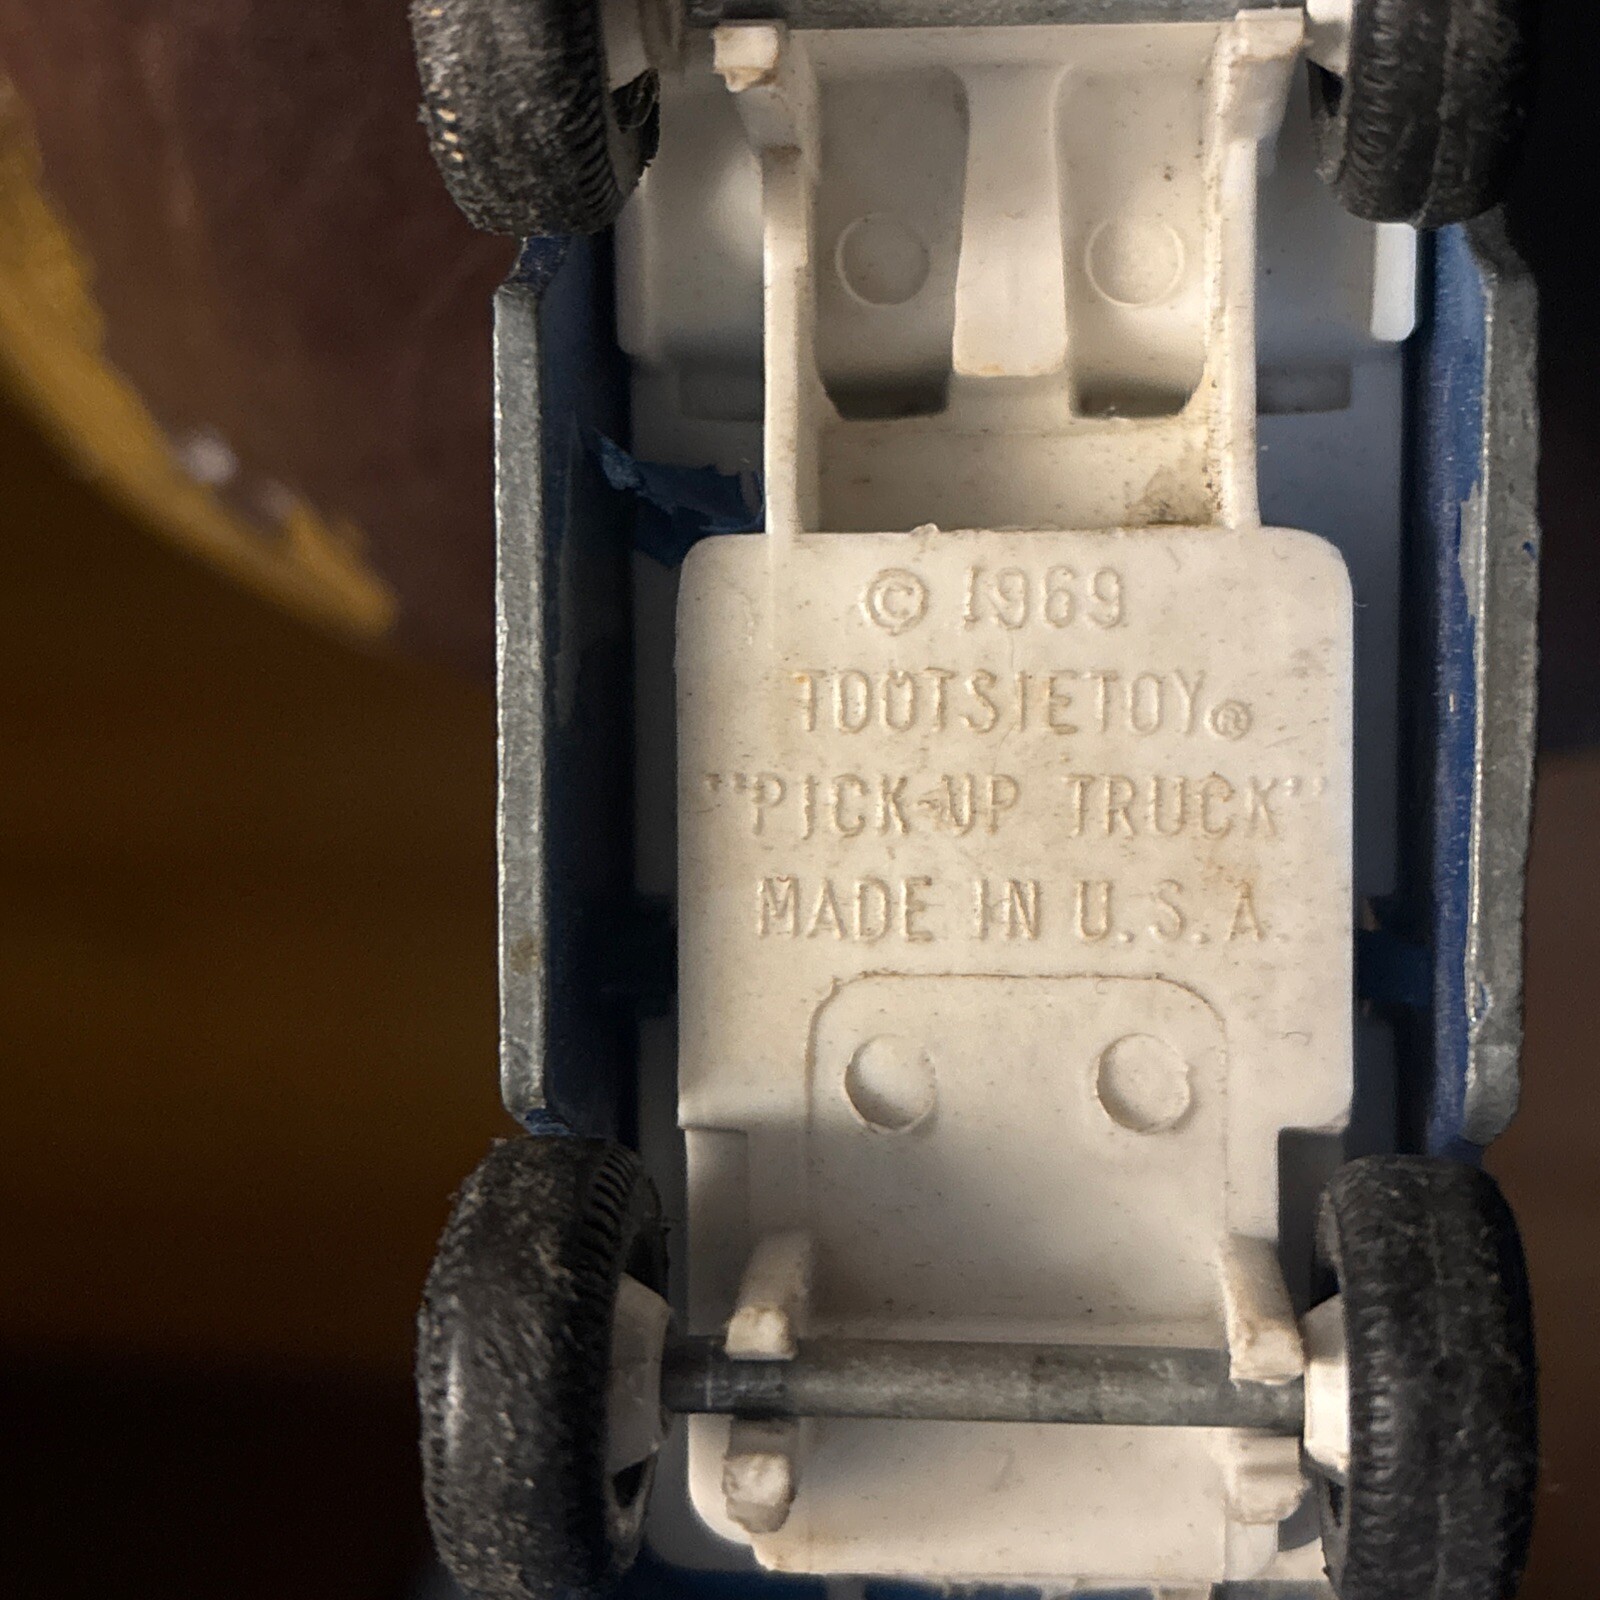 © 1969
TOOTSIETOY®
"PICK-UP TRUCK"
MADE IN U.S.A.